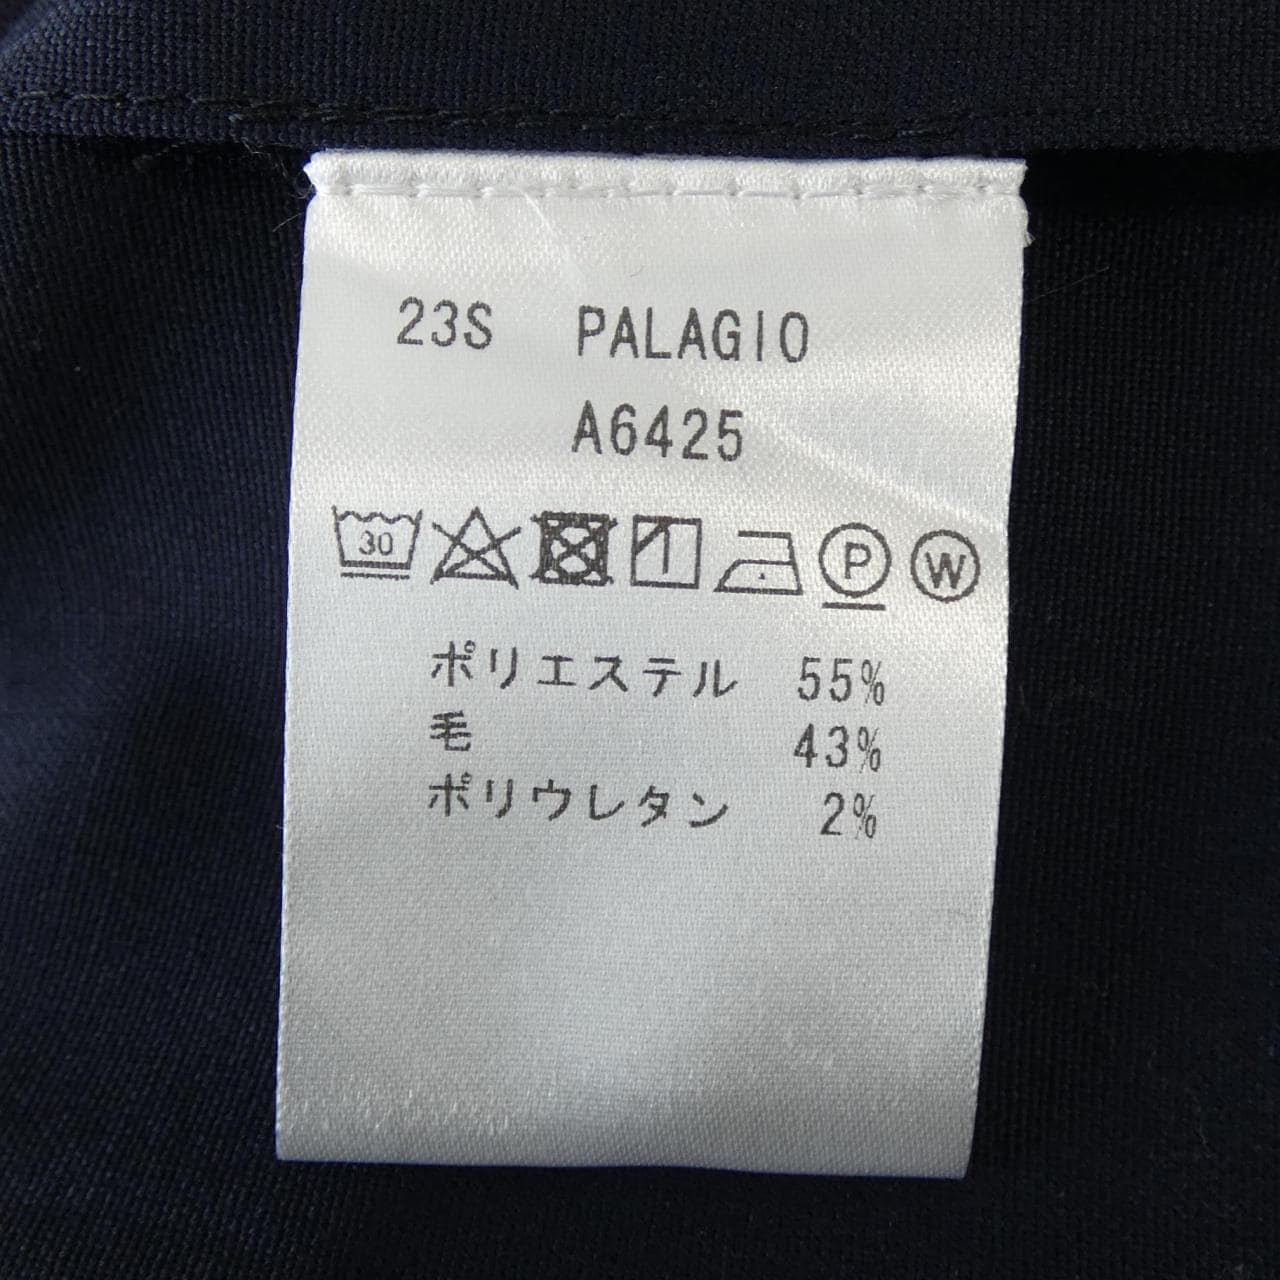 23S PALAGIO
A6425
30 P W
ポリエステル 55%
毛 43%
ポリウレタン 2%